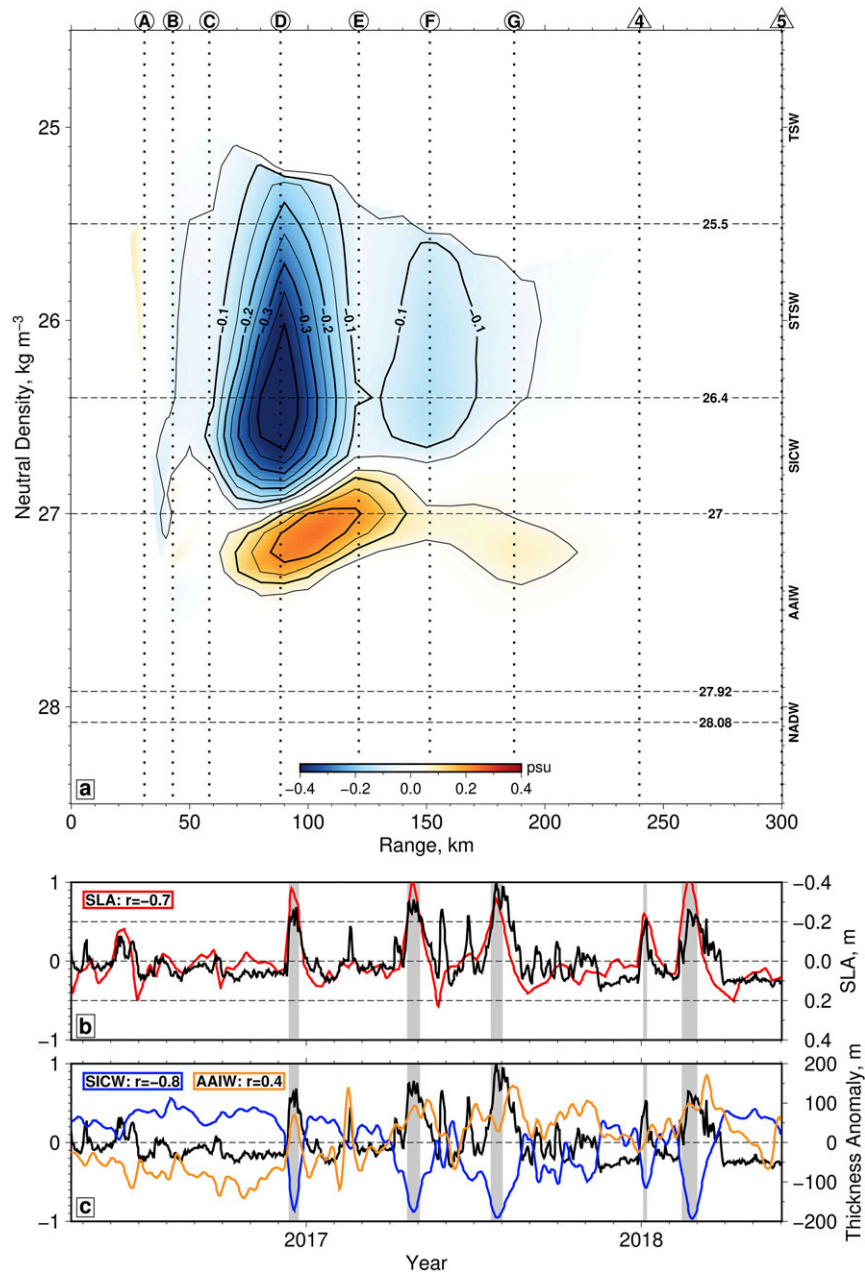 A B C D E F G 4 5
25
26
27
28
Neutral Density, kg m⁻³
25.5
26.4
27
27.92
28.08
TSW
STSW
SICW
AAIW
NADW
−0.1 −0.2 −0.3 −0.3 −0.2 −0.1 −0.1 −0.1
−0.4 −0.2 0.0 0.2 0.4
psu
a
0 50 100 150 200 250 300
Range, km
1
0
−1
SLA: r=−0.7
b
−0.4
−0.2
0.0
0.2
0.4
SLA, m
1
0
−1
SICW: r=−0.8 AAIW: r=0.4
c
200
100
0
−100
−200
Thickness Anomaly, m
2017 2018
Year